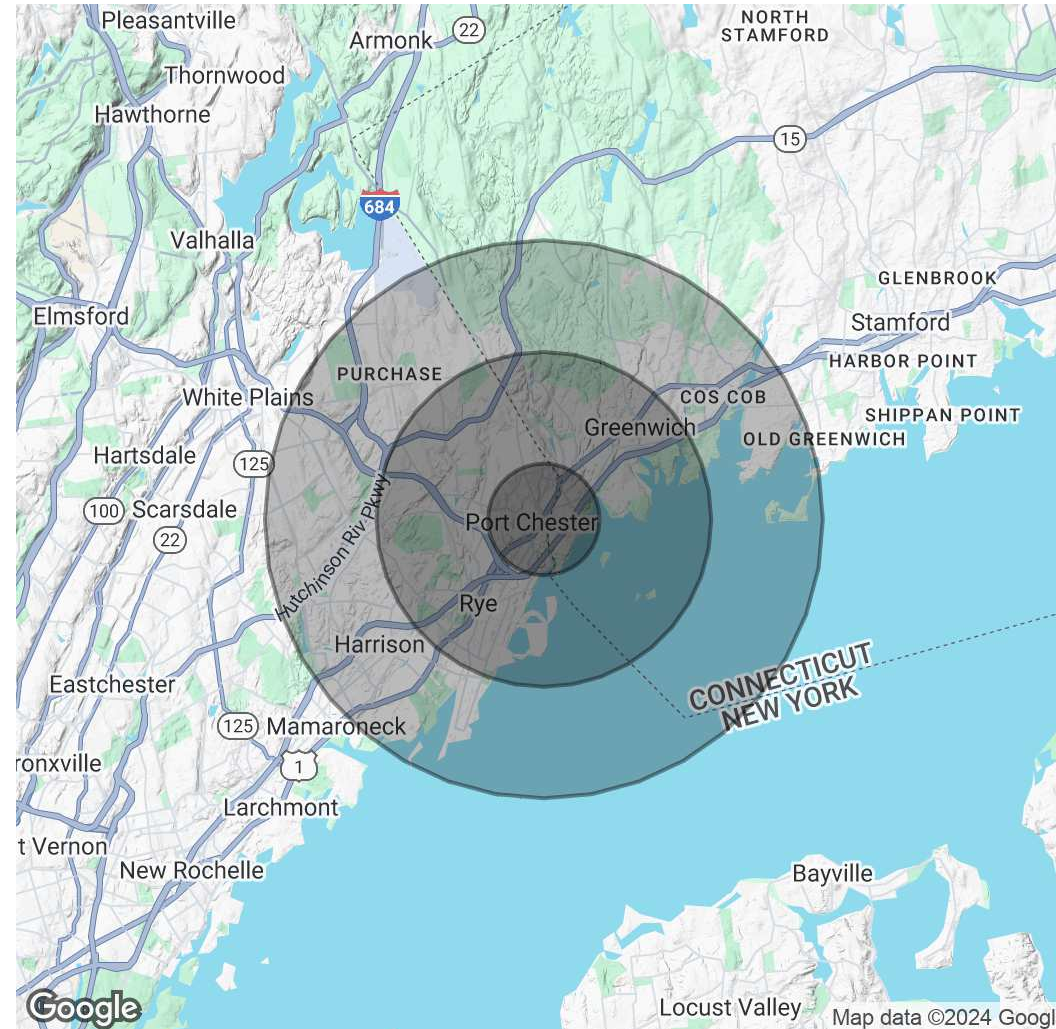 Pleasantville
Armonk
22
NORTH
STAMFORD
Thornwood
Hawthorne
15
684
Valhalla
GLENBROOK
Elmsford
Stamford
HARBOR POINT
PURCHASE
White Plains
COS COB
SHIPPAN POINT
Greenwich
OLD GREENWICH
Hartsdale
125
100
Scarsdale
22
Port Chester
Hutchinson Riv Pkwy
Rye
Harrison
Eastchester
CONNECTICUT
NEW YORK
125
Mamaroneck
1
ronxville
Larchmont
t Vernon
New Rochelle
Bayville
Locust Valley
Google
Map data ©2024 Googl